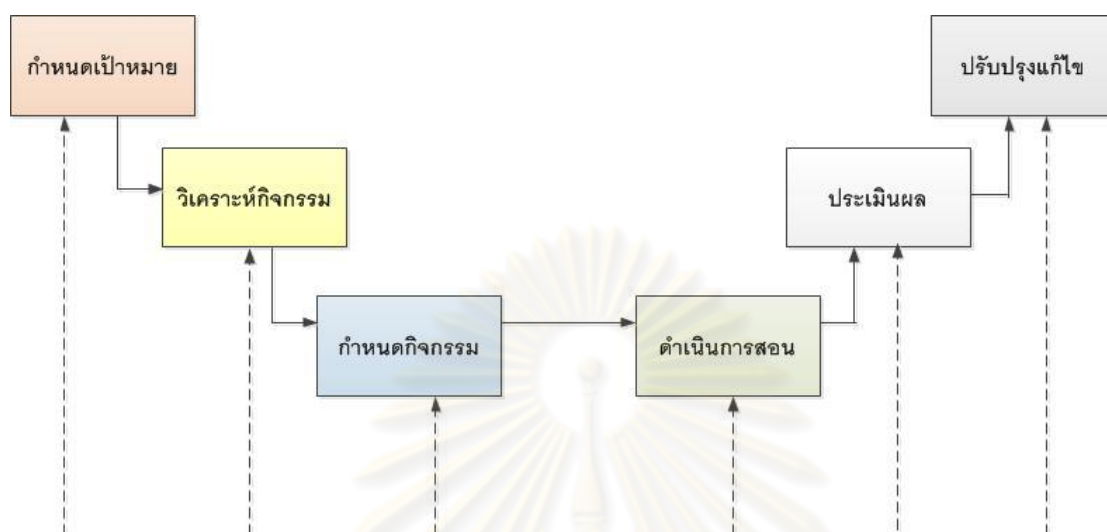 กำหนดเป้าหมาย
ปรับปรุงแก้ไข
วิเคราะห์กิจกรรม
ประเมินผล
กำหนดกิจกรรม
ดำเนินการสอน